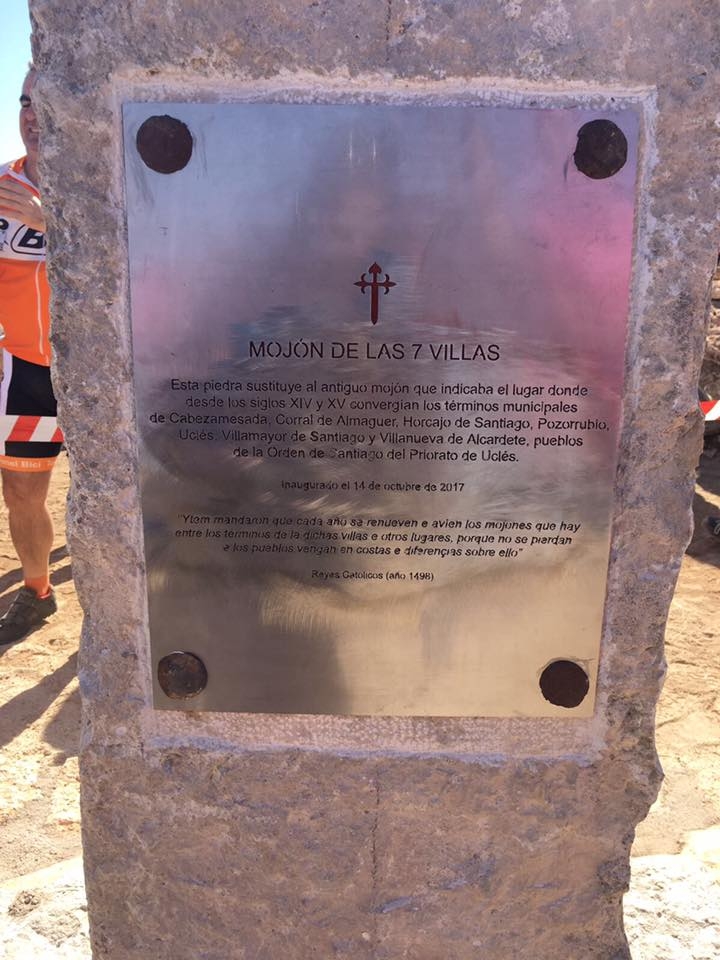 MOJÓN DE LAS 7 VILLAS
Esta piedra sustituye al antiguo mojón que indicaba el lugar donde
desde los siglos XIV y XV convergían los términos municipales
de Cabezamesada, Corral de Almaguer, Horcajo de Santiago, Pozorrubio,
Uclés, Villamayor de Santiago y Villanueva de Alcardete, pueblos
de la Orden de Santiago del Priorato de Uclés.
Inaugurado el 14 de octubre de 2017
"Ytem mandaron que cada año se renueven e avien los mojones que hay
entre los términos de la dichas villas e otros lugares, porque no se pierdan
e los pueblos vengan en costas e diferençias sobre ello"
Reyes Católicos (año 1498)